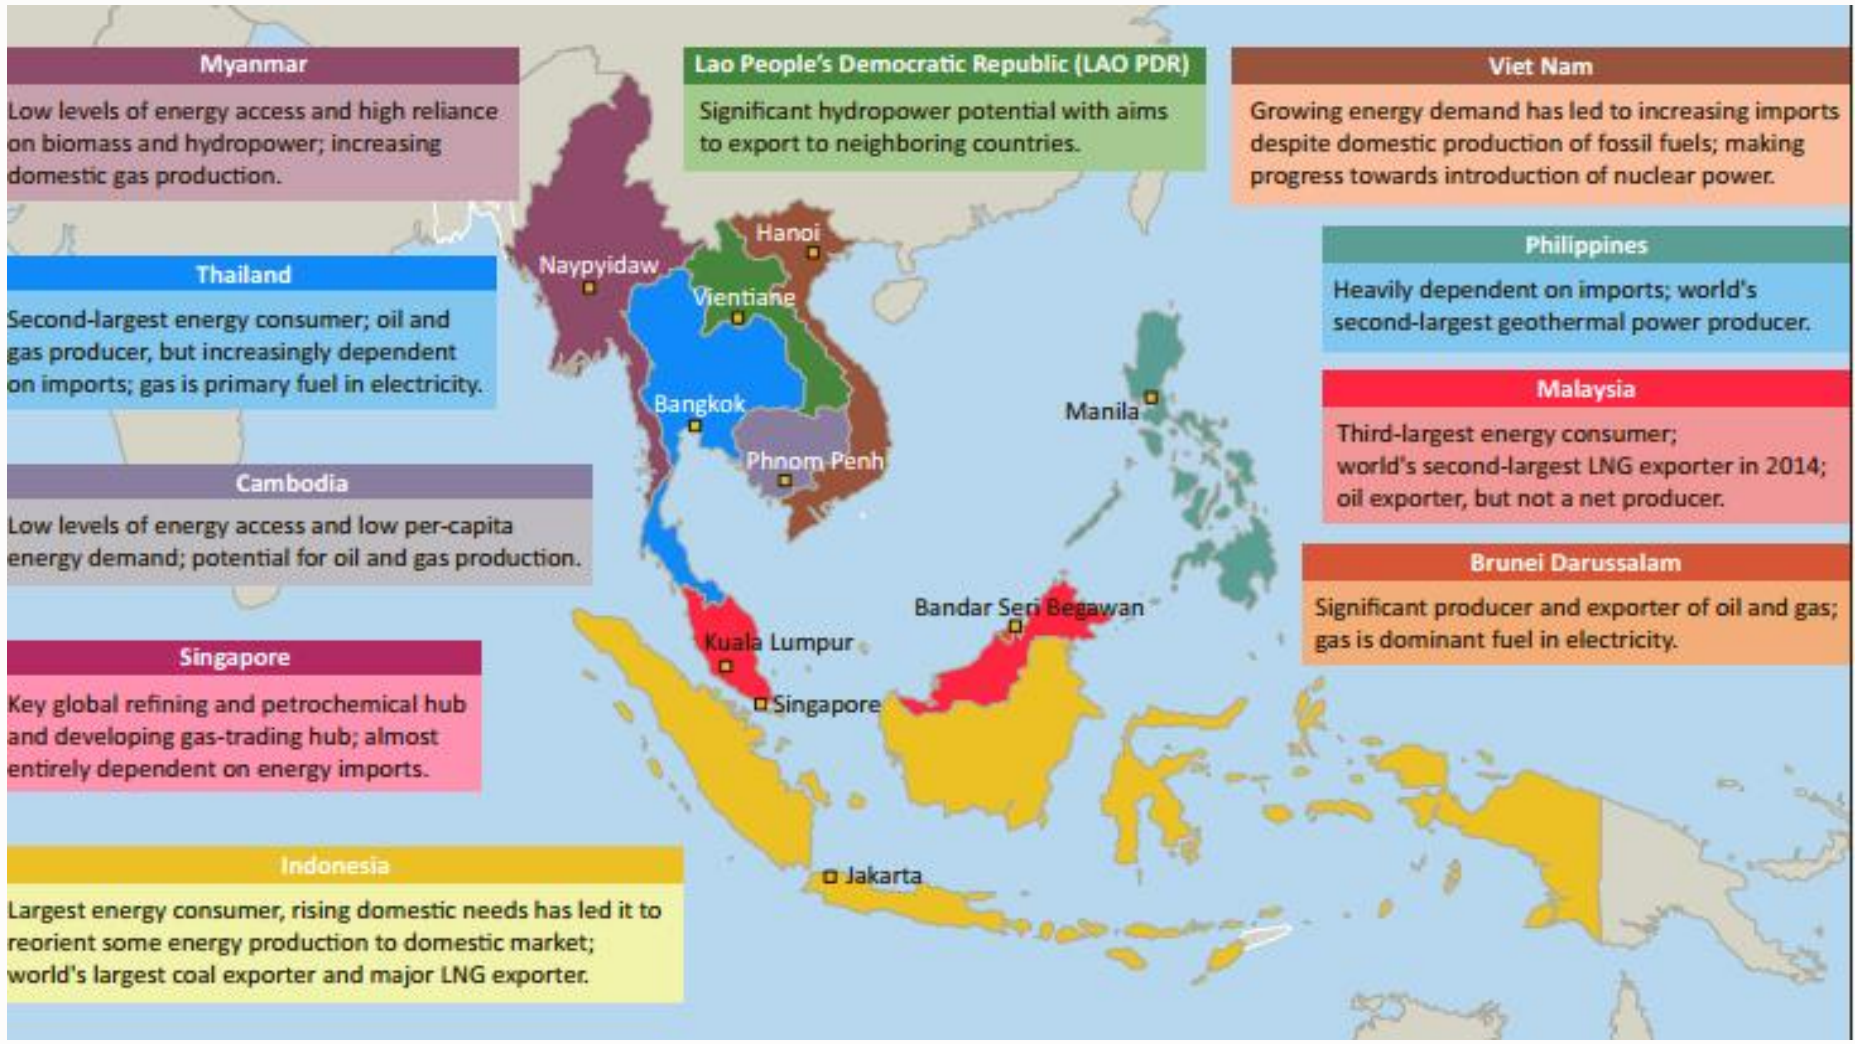 Myanmar
Low levels of energy access and high reliance
on biomass and hydropower; increasing
domestic gas production.
Lao People's Democratic Republic (LAO PDR)
Significant hydropower potential with aims
to export to neighboring countries.
Viet Nam
Growing energy demand has led to increasing imports
despite domestic production of fossil fuels; making
progress towards introduction of nuclear power.
Thailand
Second-largest energy consumer; oil and
gas producer, but increasingly dependent
on imports; gas is primary fuel in electricity.
Philippines
Heavily dependent on imports; world's
second-largest geothermal power producer.
Malaysia
Third-largest energy consumer;
world's second-largest LNG exporter in 2014;
oil exporter, but not a net producer.
Cambodia
Low levels of energy access and low per-capita
energy demand; potential for oil and gas production.
Brunei Darussalam
Significant producer and exporter of oil and gas;
gas is dominant fuel in electricity.
Singapore
Key global refining and petrochemical hub
and developing gas-trading hub; almost
entirely dependent on energy imports.
Indonesia
Largest energy consumer, rising domestic needs has led it to
reorient some energy production to domestic market;
world's largest coal exporter and major LNG exporter.
Hanoi
Naypyidaw
Vientiane
Bangkok
Manila
Phnom Penh
Bandar Seri Begawan
Kuala Lumpur
Singapore
Jakarta